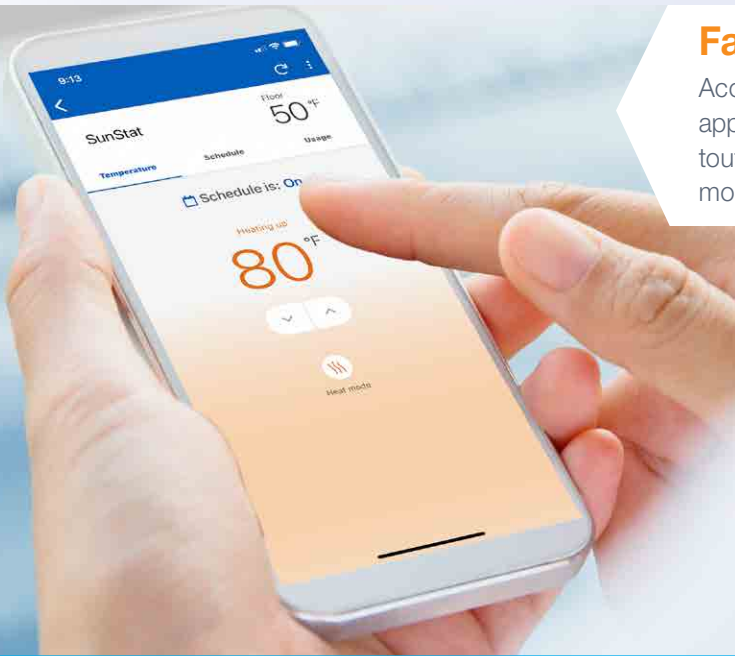 9:13
SunStat
Floor
50°F
Temperature
Schedule
Usage
Schedule is: On
Heating up
80°F
Heat mode
Fa
Acc
app
tou
mo